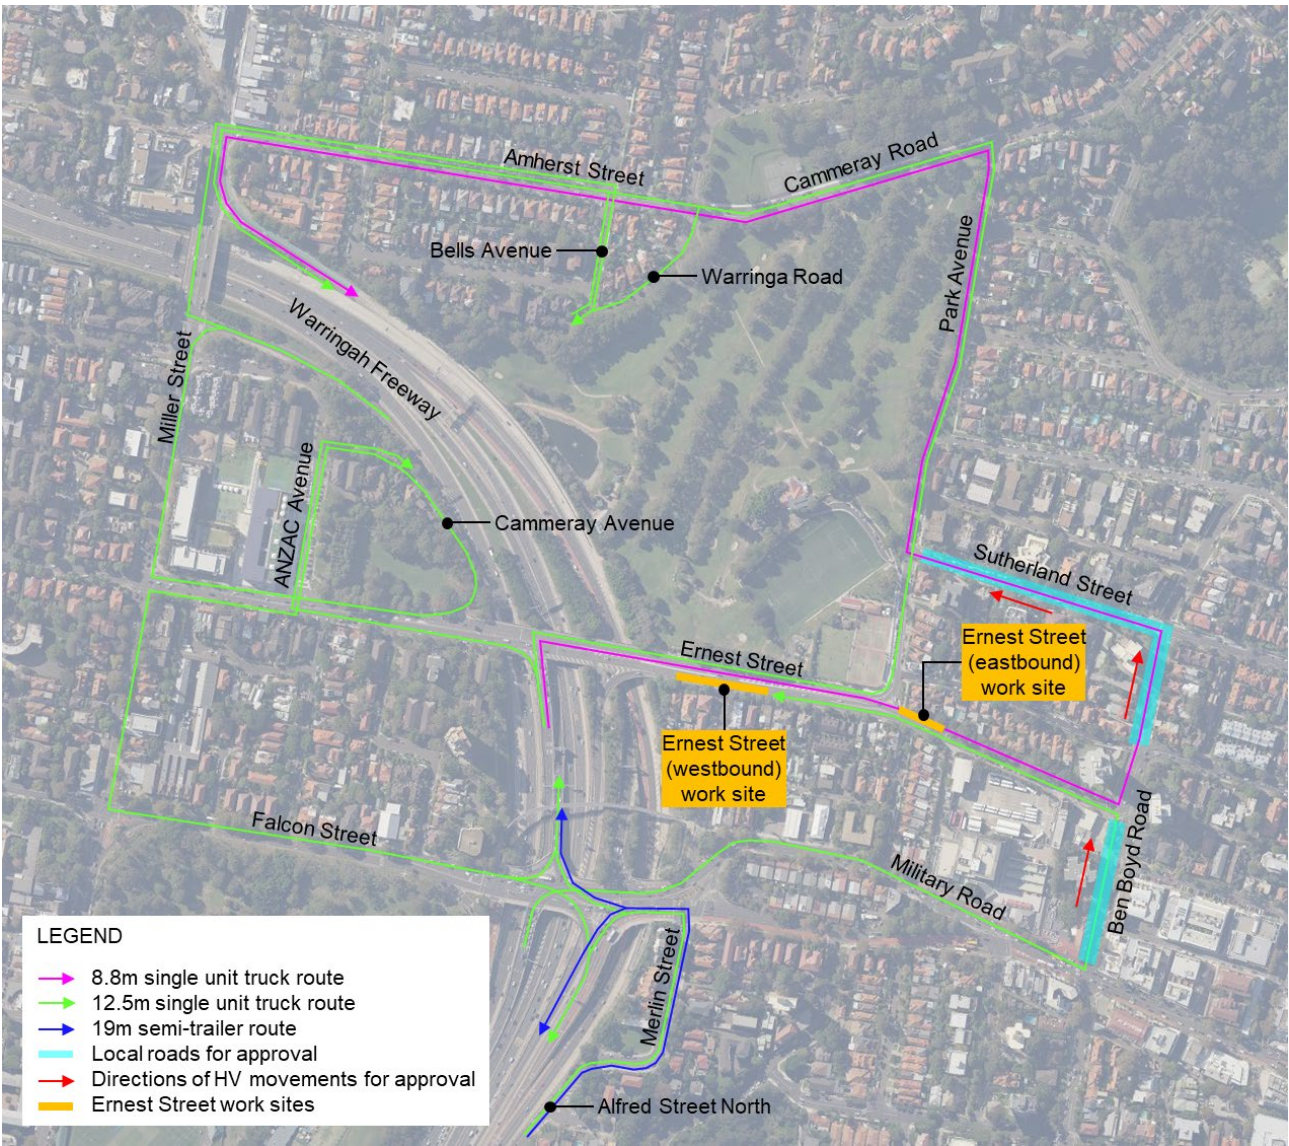 Amherst Street
Cammeray Road
Bells Avenue
Warringa Road
Park Avenue
Warringah Freeway
Miller Street
ANZAC Avenue
Cammeray Avenue
Sutherland Street
Ernest Street
(eastbound)
work site
Ernest Street
Ernest Street
(westbound)
work site
Falcon Street
Military Road
Ben Boyd Road
Merlin Street
Alfred Street North
LEGEND
8.8m single unit truck route
12.5m single unit truck route
19m semi-trailer route
Local roads for approval
Directions of HV movements for approval
Ernest Street work sites